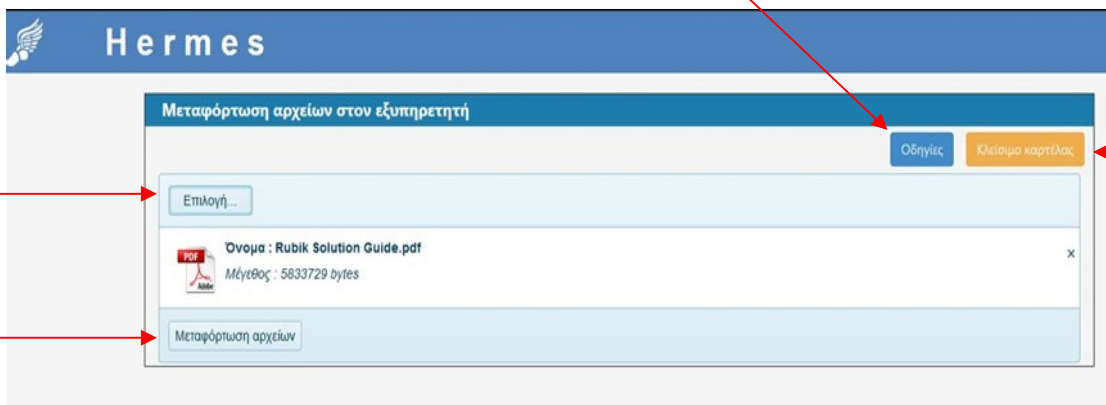 Hermes
Μεταφόρτωση αρχείων στον εξυπηρετητή
Οδηγίες Κλείσιμο καρτέλας
Επιλογή...
PDF
Adobe
Όνομα : Rubik Solution Guide.pdf
x
Μέγεθος : 5833729 bytes
Μεταφόρτωση αρχείων